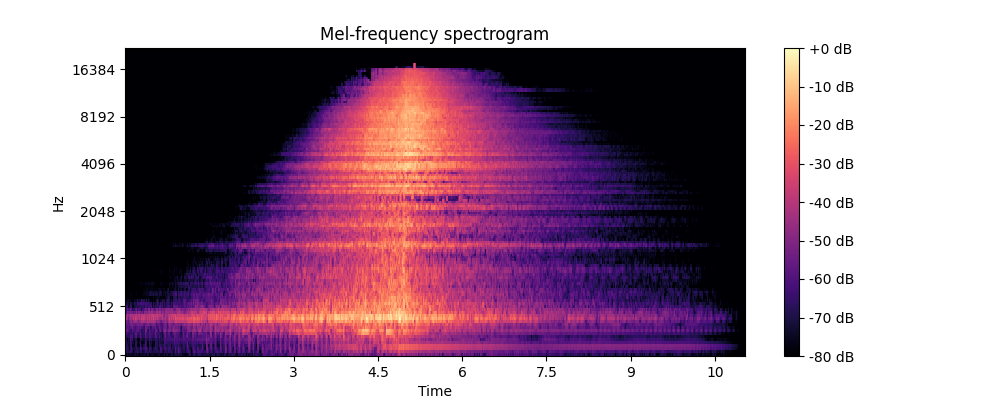 Mel-frequency spectrogram
Hz
16384
8192
4096
2048
1024
512
0
0 1.5 3 4.5 6 7.5 9 10
Time
+0 dB
-10 dB
-20 dB
-30 dB
-40 dB
-50 dB
-60 dB
-70 dB
-80 dB